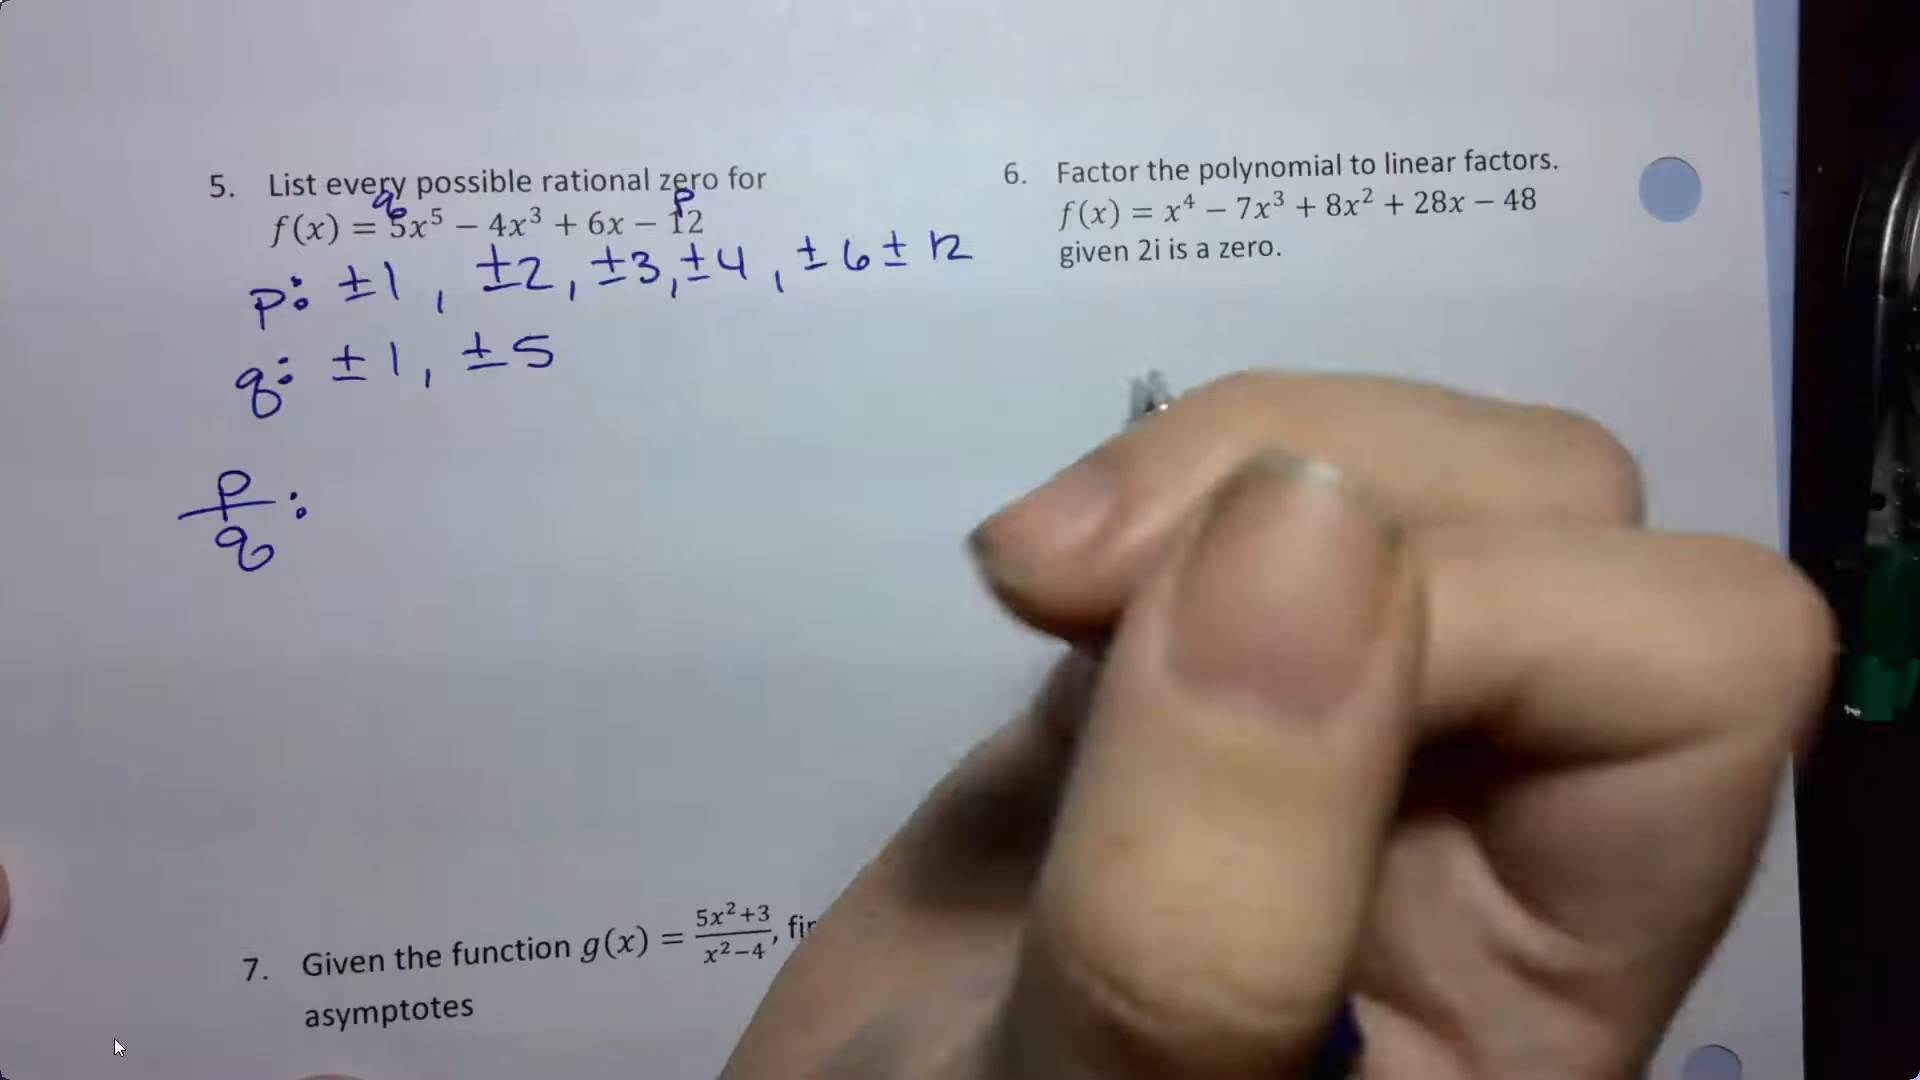 5. List every possible rational zero for
q p
f(x) = 5x⁵ − 4x³ + 6x − 12
p: ±1, ±2, ±3, ±4, ±6 ±12
q: ±1, ±5
p/q :
6. Factor the polynomial to linear factors.
f(x) = x⁴ − 7x³ + 8x² + 28x − 48
given 2i is a zero.
7. Given the function g(x) = (5x²+3)/(x²−4),
asymptotes